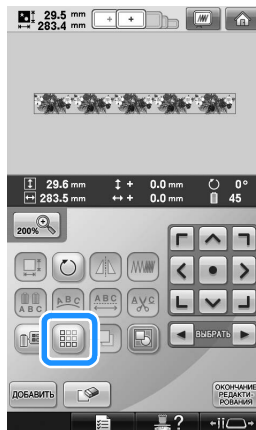 29.5 mm
283.4 mm
29.6 mm + 0.0 mm 0°
283.5 mm + 0.0 mm 45
200%
A B C A B C A B C A B C
ВЫБРАТЬ
ДОБАВИТЬ
ОКОНЧАНИЕ
РЕДАКТИ-
РОВАНИЯ
?